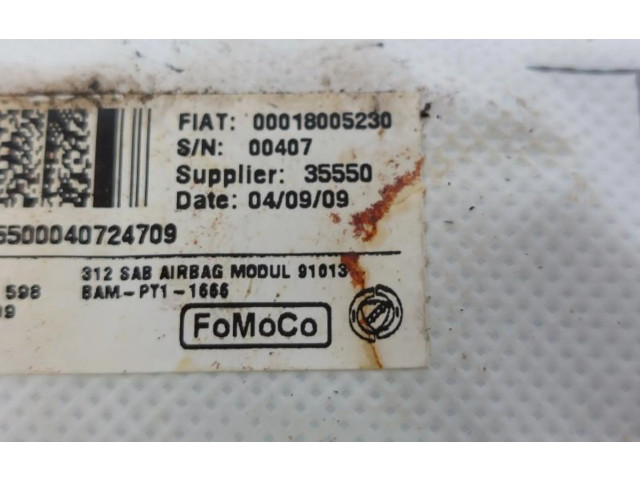 FIAT: 00018005230
S/N: 00407
Supplier: 35550
Date: 04/09/09
5500040724709
312 SAB AIRBAG MODUL 91013
598 BAM-PT1-1666
09
FoMoCo